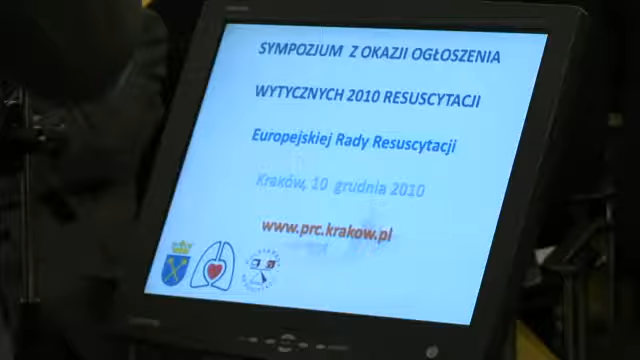 SYMPOZJUM Z OKAZJI OGŁOSZENIA
WYTYCZNYCH 2010 RESUSCYTACJI
Europejskiej Rady Resuscytacji
Kraków, 10 grudnia 2010
www.prc.krakow.pl